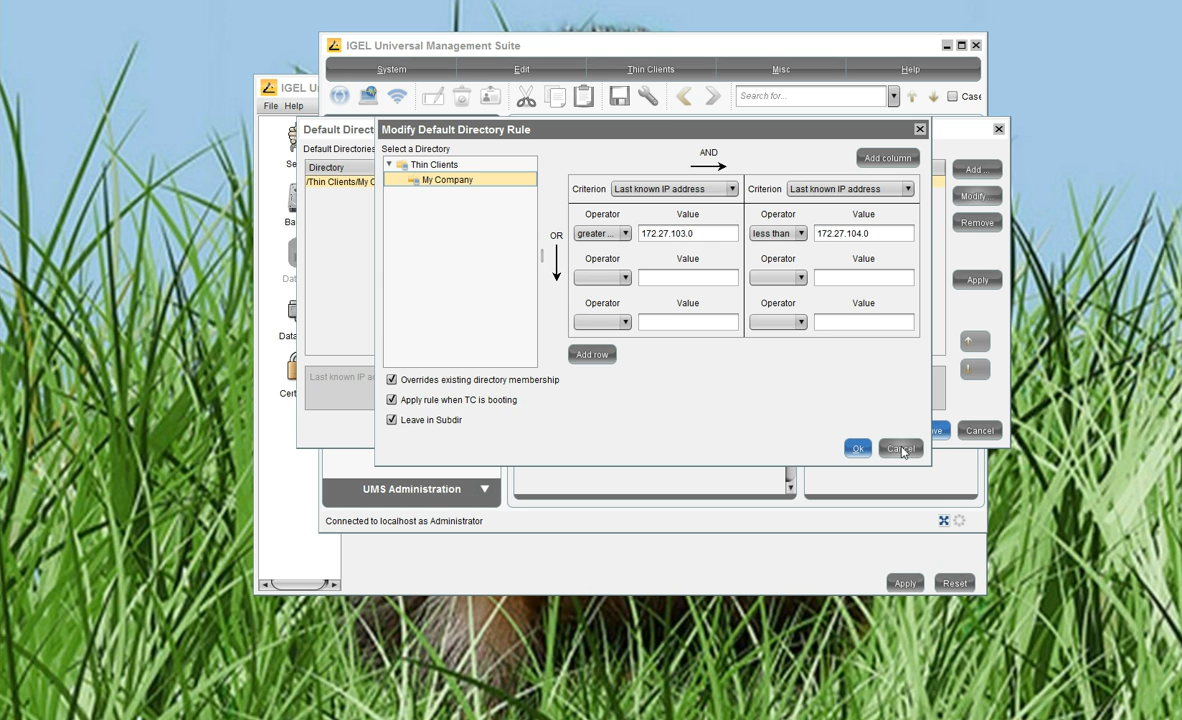 IGEL Universal Management Suite
System Edit Thin Clients Misc Help
IGEL
File Help
Search for...
Case
Default Direct
Default Directories
Directory
/Thin Clients/My C
Last known IP
Modify Default Directory Rule
Select a Directory
Thin Clients
My Company
AND
Add column
OR
Criterion Last known IP address Criterion Last known IP address
Operator Value Operator Value
greater ... 172.27.103.0 less than 172.27.104.0
Operator Value Operator Value
Operator Value Operator Value
Add row
Overrides existing directory membership
Apply rule when TC is booting
Leave in Subdir
Ok Cancel
Add ...
Modify...
Remove
Apply
Cancel
UMS Administration
Connected to localhost as Administrator
Apply Reset